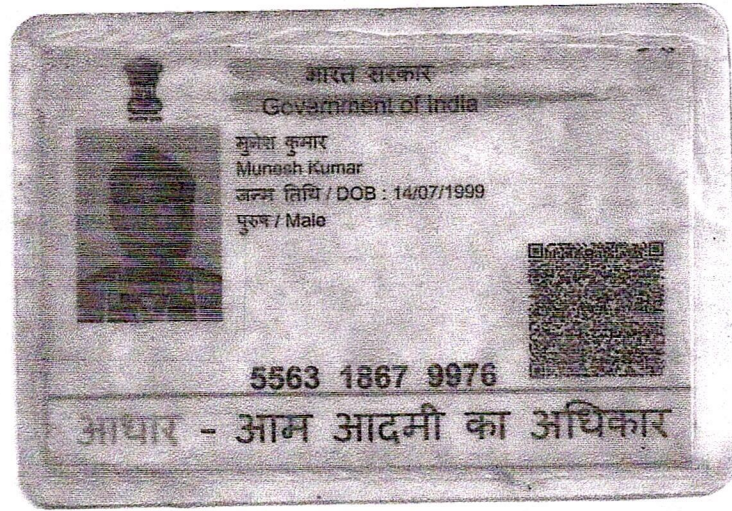 भारत सरकार
Government of India
मुनेश कुमार
Munesh Kumar
जन्म तिथि / DOB : 14/07/1999
पुरुष / Male
5563 1867 9976
आधार - आम आदमी का अधिकार